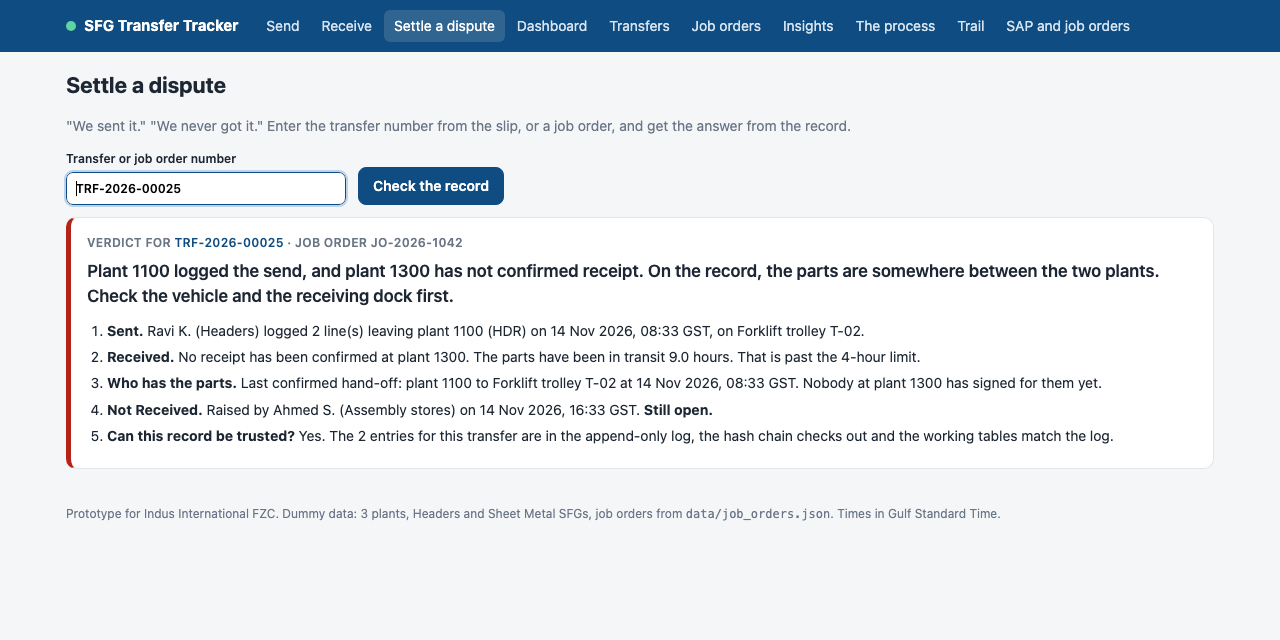 SFG Transfer Tracker Send Receive Settle a dispute Dashboard Transfers Job orders Insights The process Trail SAP and job orders
Settle a dispute
"We sent it." "We never got it." Enter the transfer number from the slip, or a job order, and get the answer from the record.
Transfer or job order number
TRF-2026-00025 Check the record
VERDICT FOR TRF-2026-00025 · JOB ORDER JO-2026-1042
Plant 1100 logged the send, and plant 1300 has not confirmed receipt. On the record, the parts are somewhere between the two plants.
Check the vehicle and the receiving dock first.
1. Sent. Ravi K. (Headers) logged 2 line(s) leaving plant 1100 (HDR) on 14 Nov 2026, 08:33 GST, on Forklift trolley T-02.
2. Received. No receipt has been confirmed at plant 1300. The parts have been in transit 9.0 hours. That is past the 4-hour limit.
3. Who has the parts. Last confirmed hand-off: plant 1100 to Forklift trolley T-02 at 14 Nov 2026, 08:33 GST. Nobody at plant 1300 has signed for them yet.
4. Not Received. Raised by Ahmed S. (Assembly stores) on 14 Nov 2026, 16:33 GST. Still open.
5. Can this record be trusted? Yes. The 2 entries for this transfer are in the append-only log, the hash chain checks out and the working tables match the log.
Prototype for Indus International FZC. Dummy data: 3 plants, Headers and Sheet Metal SFGs, job orders from data/job_orders.json. Times in Gulf Standard Time.